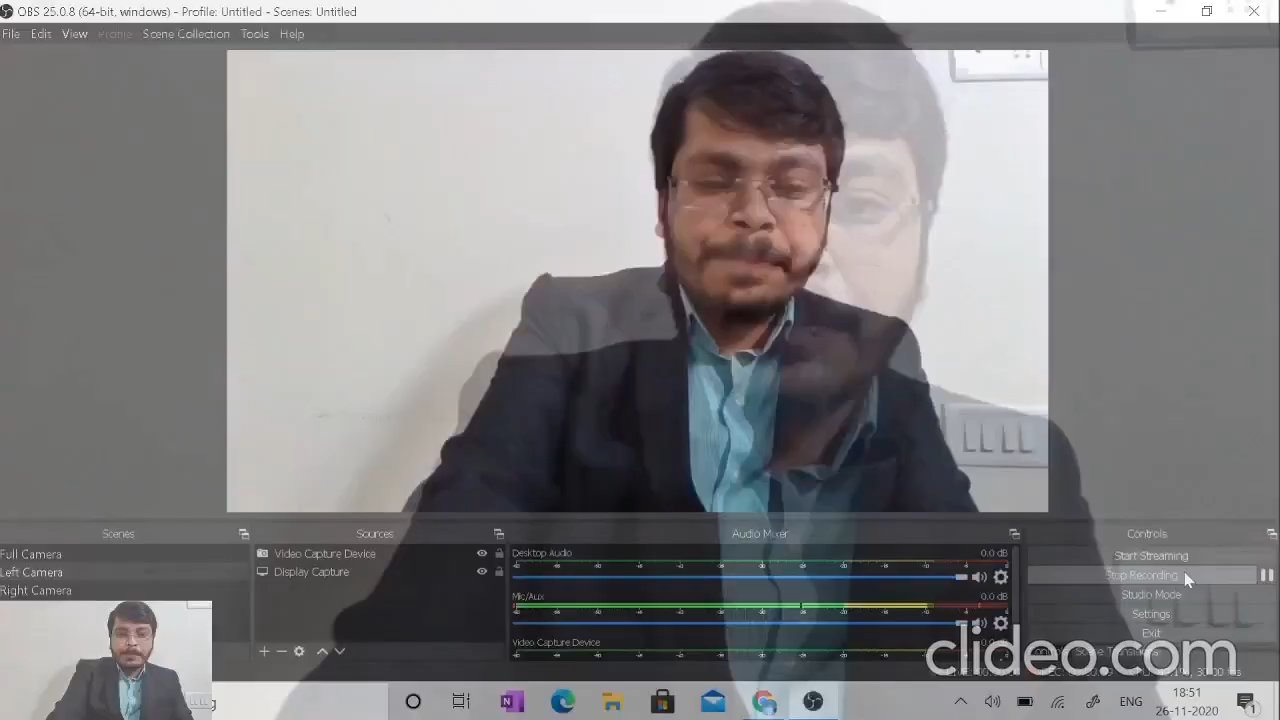 OBS 25.0.8 (64-bit, windows) - Profile: Untitled - Scenes: Untitled
File Edit View Profile Scene Collection Tools Help
Scenes
Sources
Audio Mixer
Controls
Full Camera
Left Camera
Right Camera
Video Capture Device
Display Capture
Desktop Audio 0.0 dB
Mic/Aux 0.0 dB
Video Capture Device
Start Streaming
Stop Recording
Studio Mode
Settings
Exit
clideo.com
ENG
18:51
26-11-2020